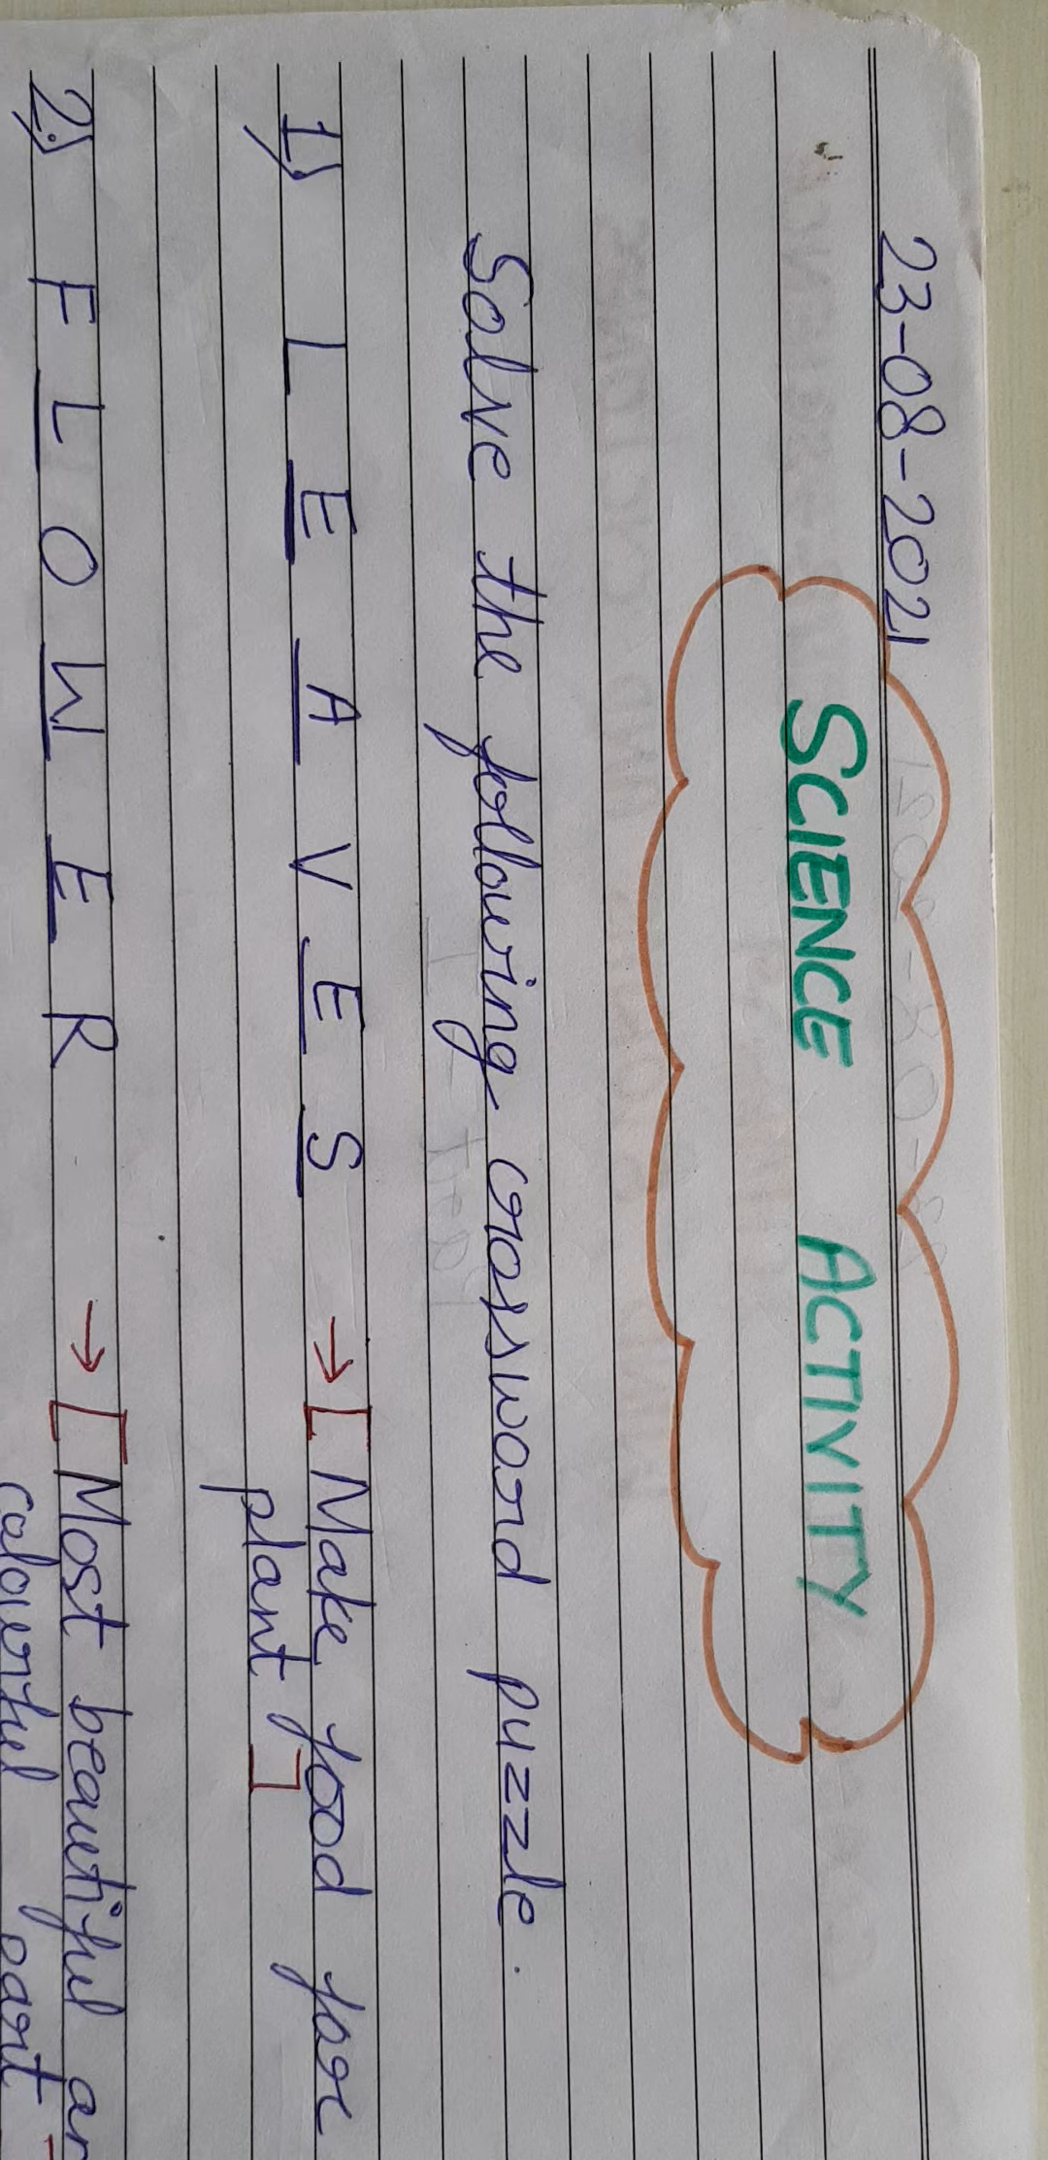 23-08-2021
SCIENCE ACTIVITY
Solve the following crossword puzzle.
1) L E A V E S → [Make food for
plant]
2) F L O W E R → [Most beautiful
colourful part